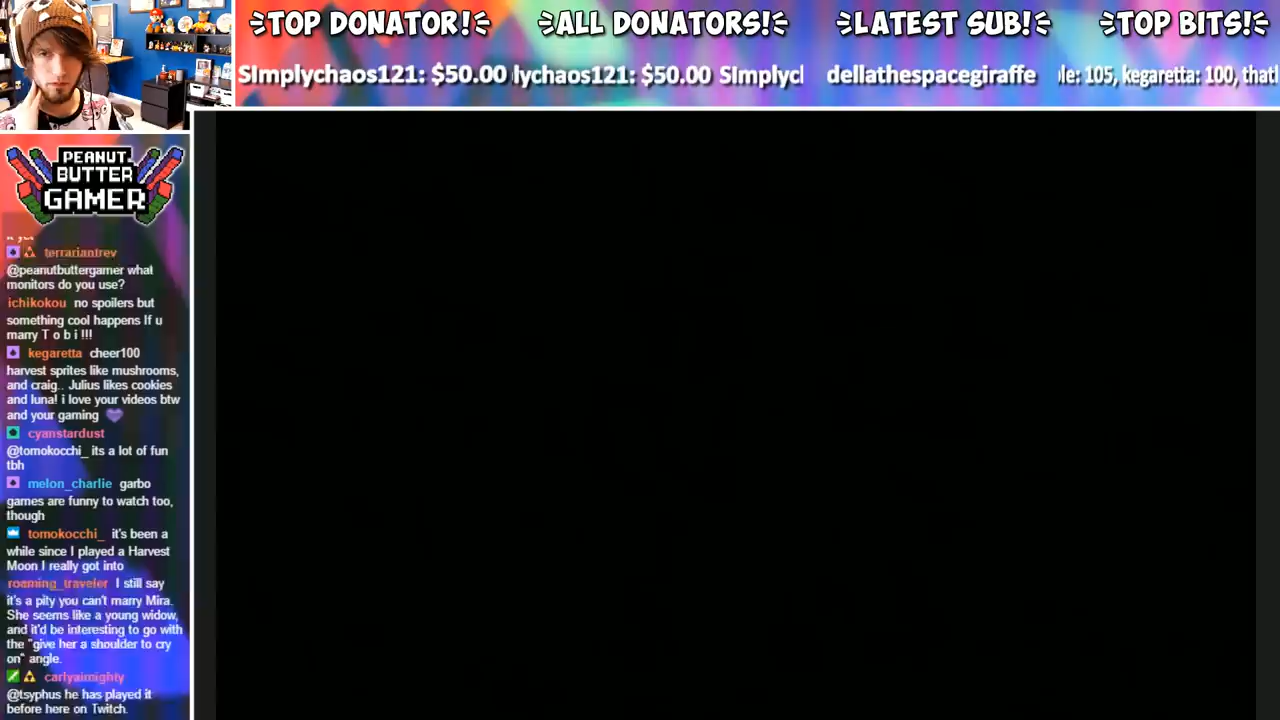 TOP DONATOR!
ALL DONATORS!
LATEST SUB!
TOP BITS!
SImplychaos121: $50.00
lychaos121: $50.00 SImplycl
dellathespacegiraffe
le: 105, kegaretta: 100, thatl
PEANUT
BUTTER
GAMER
terrariantrev
@peanutbuttergamer what
monitors do you use?
ichikokou no spoilers but
something cool happens If u
marry T o b i !!!
kegaretta cheer100
harvest sprites like mushrooms,
and craig.. Julius likes cookies
and luna! i love your videos btw
and your gaming
cyanstardust
@tomokocchi_ its a lot of fun
tbh
melon_charlie garbo
games are funny to watch too,
though
tomokocchi_ it's been a
while since I played a Harvest
Moon I really got into
roaming_traveler I still say
it's a pity you can't marry Mira.
She seems like a young widow,
and it'd be interesting to go with
the "give her a shoulder to cry
on" angle.
carlyaimighty
@tsyphus he has played it
before here on Twitch.